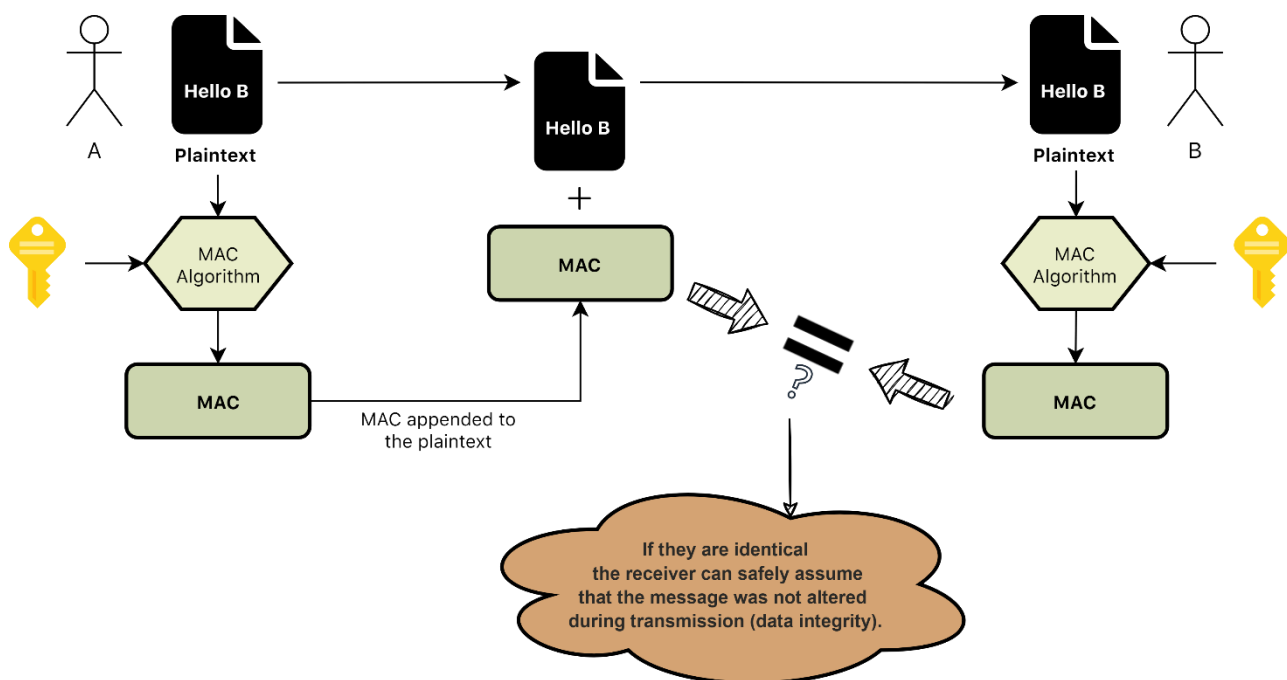 Hello B
A
Plaintext
MAC
Algorithm
MAC
MAC appended to
the plaintext
Hello B
+
MAC
?
Hello B
B
Plaintext
MAC
Algorithm
MAC
If they are identical
the receiver can safely assume
that the message was not altered
during transmission (data integrity).